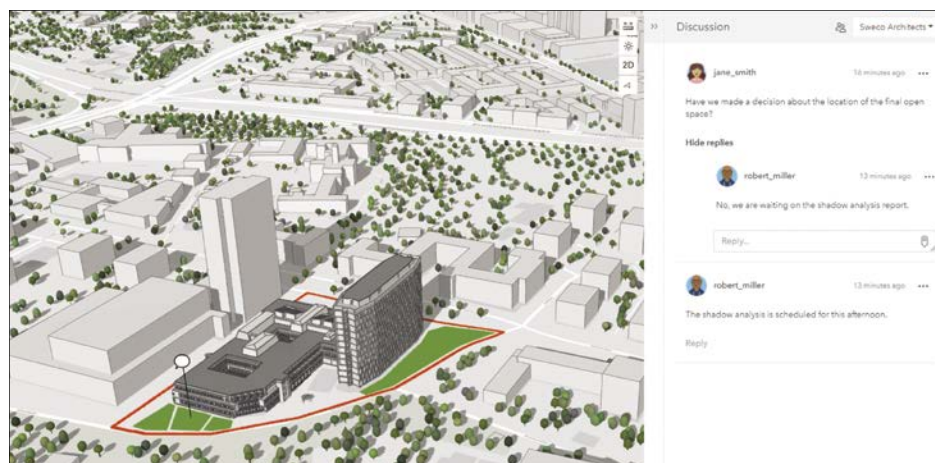 2D
Discussion
Sweco Architects
jane_smith
16 minutes ago
Have we made a decision about the location of the final open
space?
Hide replies
robert_miller
13 minutes ago
No, we are waiting on the shadow analysis report.
Reply...
robert_miller
13 minutes ago
The shadow analysis is scheduled for this afternoon.
Reply